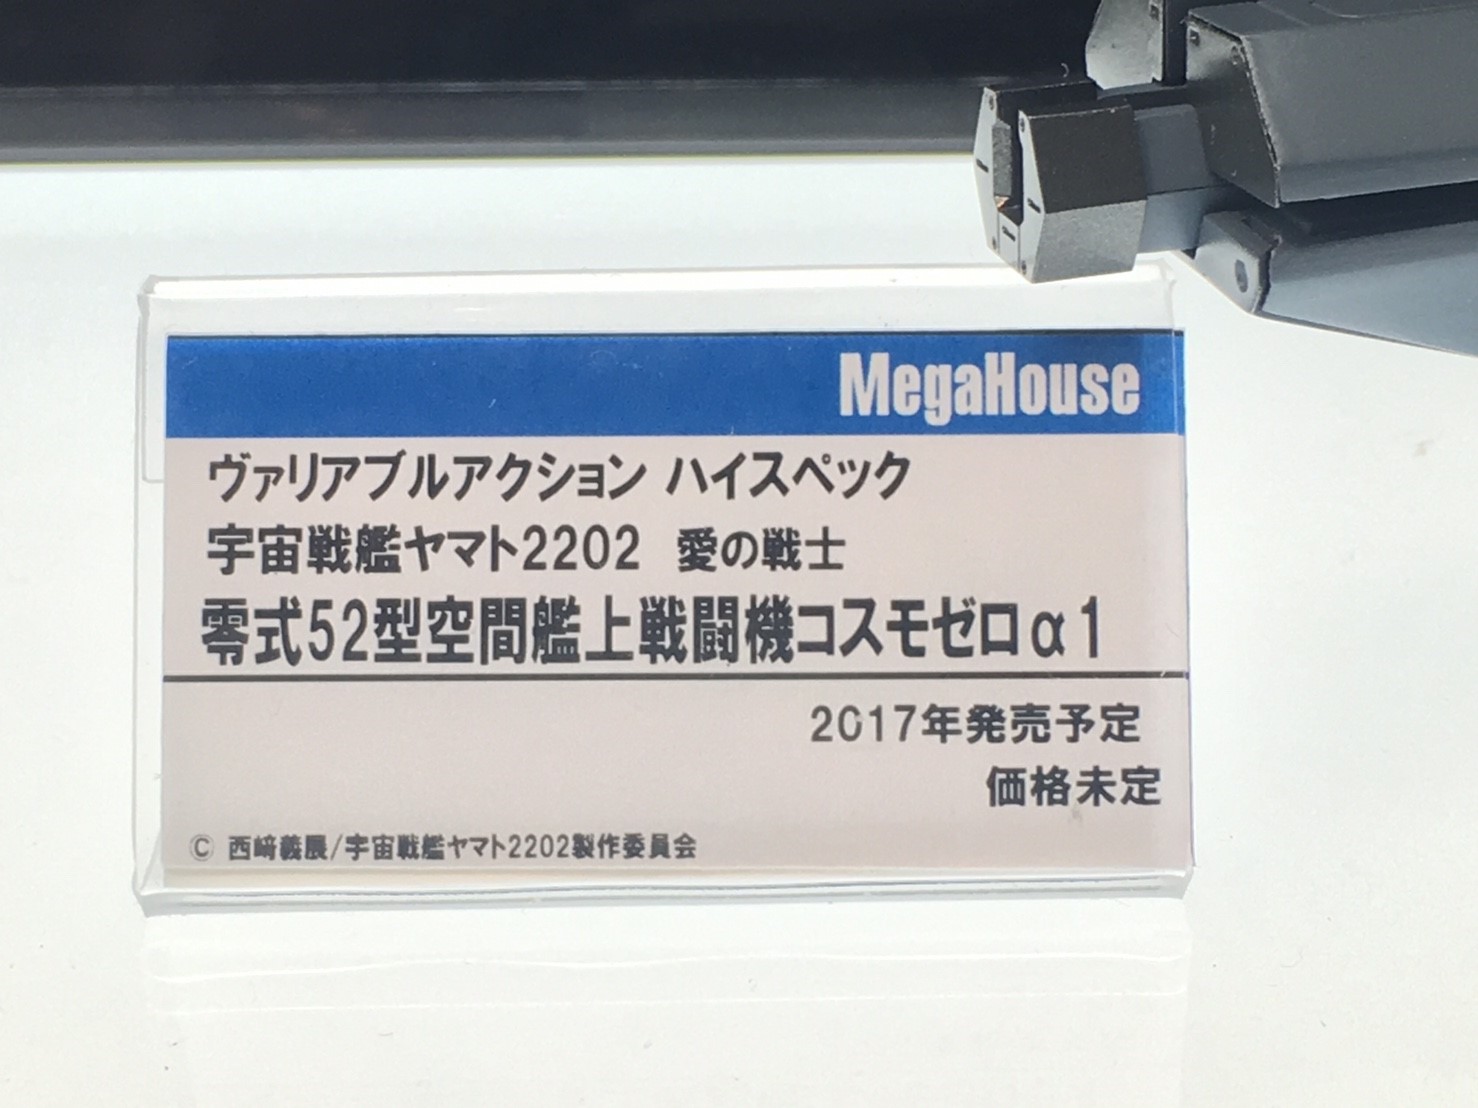 MegaHouse
ヴァリアブルアクション ハイスペック
宇宙戦艦ヤマト2202 愛の戦士
零式52型空間艦上戦闘機コスモゼロα1
2017年発売予定
価格未定
© 西﨑義展/宇宙戦艦ヤマト2202製作委員会